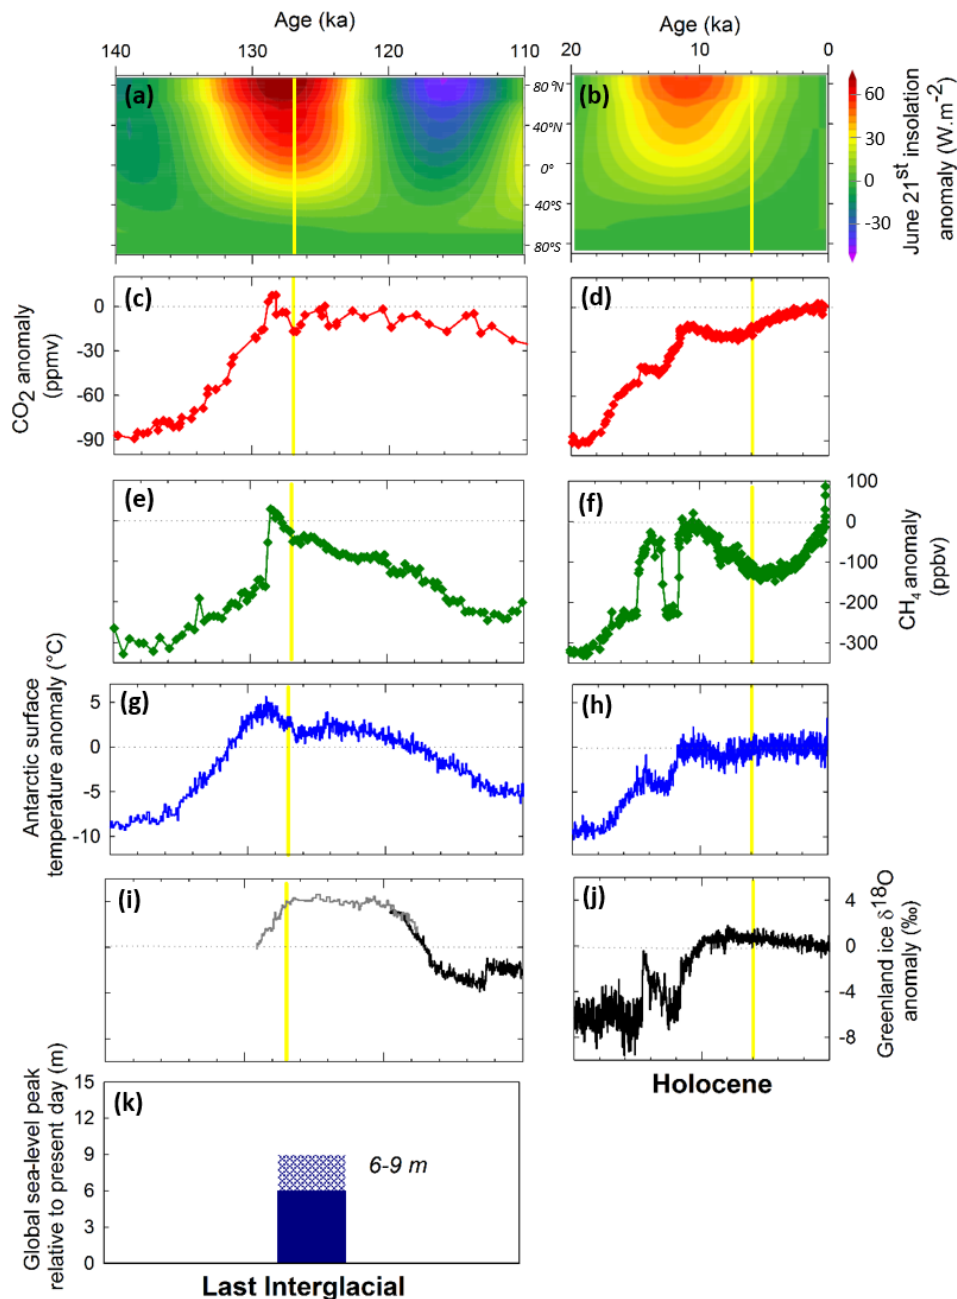 Age (ka)
140 130 120 110
Age (ka)
20 10 0
(a)
80°N
40°N
0°
40°S
80°S
(b)
60
30
0
-30
June 21st insolation
anomaly (W.m-2)
(c)
0
-30
-60
-90
CO2 anomaly
(ppmv)
(d)
(e)
(f)
100
0
-100
-200
-300
CH4 anomaly
(ppbv)
(g)
5
0
-5
-10
Antarctic surface
temperature anomaly (°C)
(h)
(i)
(j)
4
0
-4
-8
Greenland ice δ18O
anomaly (‰)
Holocene
(k)
15
12
9
6
3
0
Global sea-level peak
relative to present day (m)
6-9 m
Last Interglacial